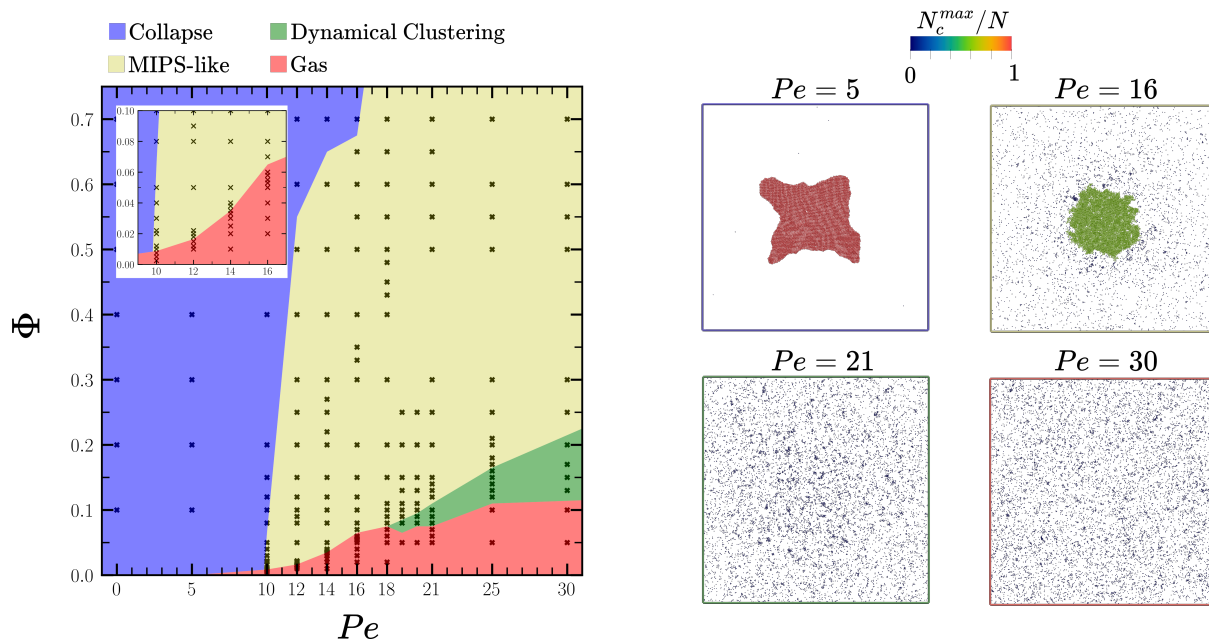 Collapse
Dynamical Clustering
MIPS-like
Gas
0.7
0.6
0.5
0.4
0.3
0.2
0.1
0.0
Φ
0 5 10 12 14 16 18 21 25 30
Pe
0.10
0.08
0.06
0.04
0.02
0.00
10 12 14 16
N_c^{max}/N
0 1
Pe = 5
Pe = 16
Pe = 21
Pe = 30